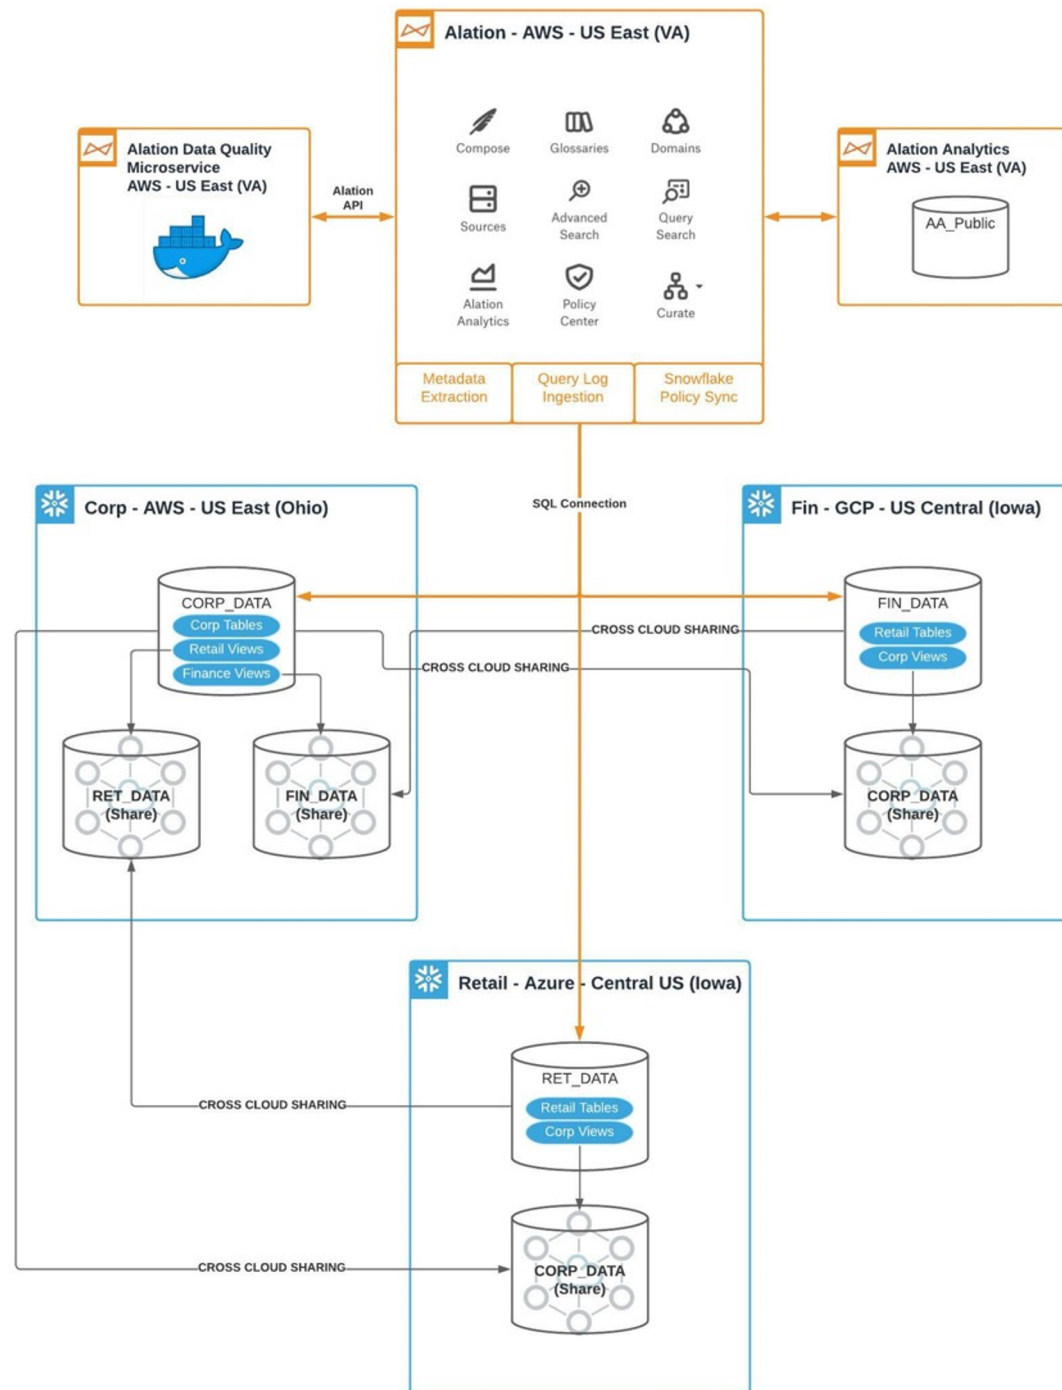 Alation - AWS - US East (VA)
Compose
Glossaries
Domains
Sources
Advanced
Search
Query
Search
Alation
Analytics
Policy
Center
Curate
Metadata
Extraction
Query Log
Ingestion
Snowflake
Policy Sync
Alation Data Quality
Microservice
AWS - US East (VA)
Alation
API
Alation Analytics
AWS - US East (VA)
AA_Public
SQL Connection
Corp - AWS - US East (Ohio)
CORP_DATA
Corp Tables
Retail Views
Finance Views
RET_DATA
(Share)
FIN_DATA
(Share)
CROSS CLOUD SHARING
CROSS CLOUD SHARING
Fin - GCP - US Central (Iowa)
FIN_DATA
Retail Tables
Corp Views
CORP_DATA
(Share)
Retail - Azure - Central US (Iowa)
RET_DATA
Retail Tables
Corp Views
CROSS CLOUD SHARING
CROSS CLOUD SHARING
CORP_DATA
(Share)